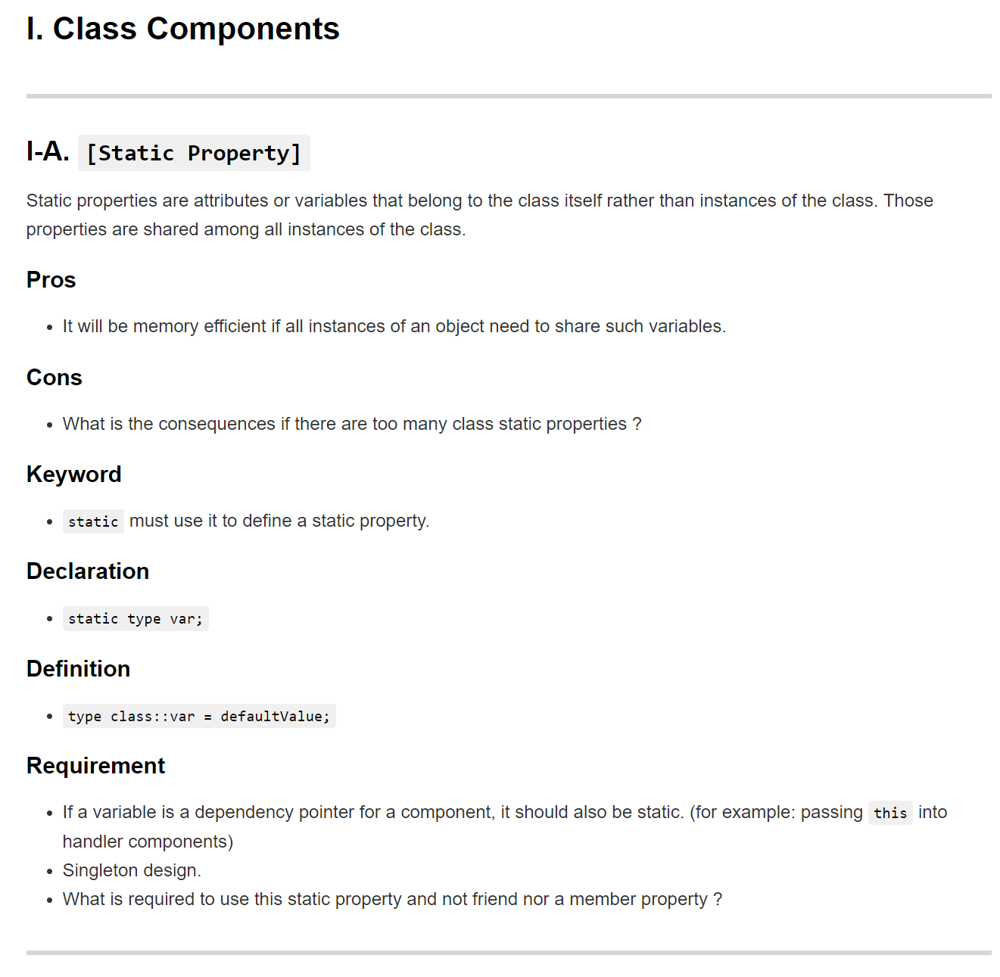 I. Class Components
I-A. [Static Property]
Static properties are attributes or variables that belong to the class itself rather than instances of the class. Those
properties are shared among all instances of the class.
Pros
• It will be memory efficient if all instances of an object need to share such variables.
Cons
• What is the consequences if there are too many class static properties ?
Keyword
• static must use it to define a static property.
Declaration
• static type var;
Definition
• type class::var = defaultValue;
Requirement
• If a variable is a dependency pointer for a component, it should also be static. (for example: passing this into
handler components)
• Singleton design.
• What is required to use this static property and not friend nor a member property ?